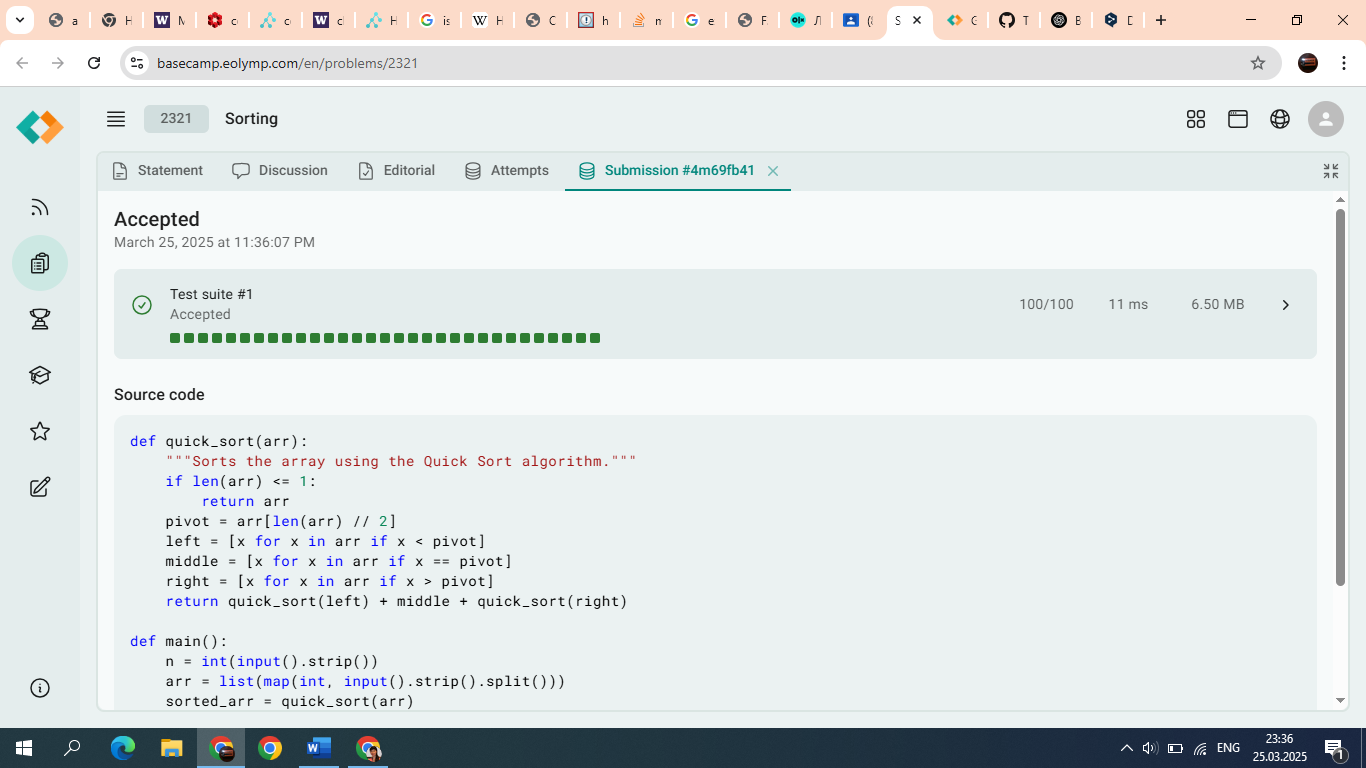 a
H
M
c
c
cl
H
is
H
C
h
n
e
F
Л
(í
S
G
T
B
D
basecamp.eolymp.com/en/problems/2321
2321
Sorting
Statement
Discussion
Editorial
Attempts
Submission #4m69fb41
Accepted
March 25, 2025 at 11:36:07 PM
Test suite #1
100/100
11 ms
6.50 MB
Accepted
Source code
def quick_sort(arr):
    """Sorts the array using the Quick Sort algorithm."""
    if len(arr) <= 1:
        return arr
    pivot = arr[len(arr) // 2]
    left = [x for x in arr if x < pivot]
    middle = [x for x in arr if x == pivot]
    right = [x for x in arr if x > pivot]
    return quick_sort(left) + middle + quick_sort(right)
def main():
    n = int(input().strip())
    arr = list(map(int, input().strip().split()))
    sorted_arr = quick_sort(arr)
ENG
23:36
25.03.2025
1